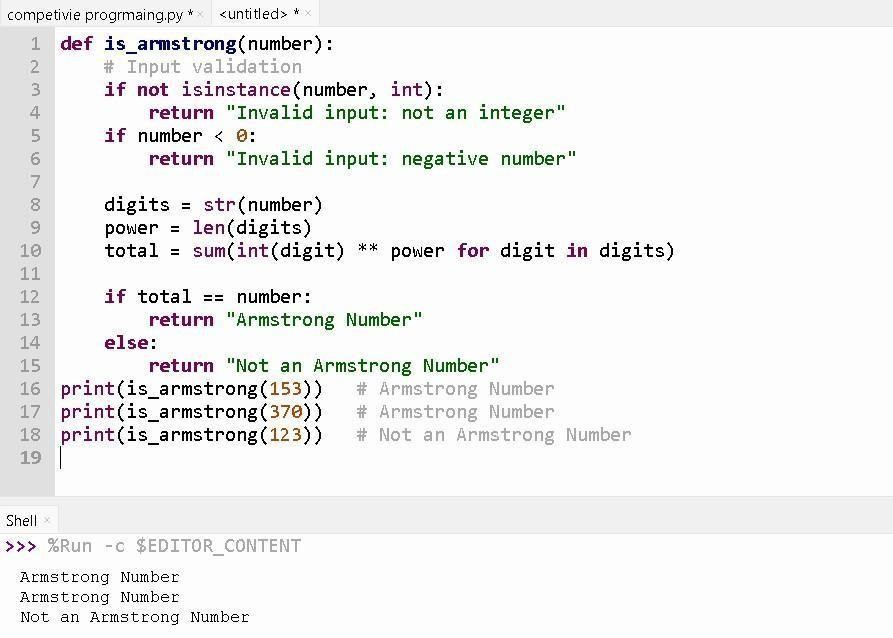 competivie progrmaing.py * × <untitled> * ×
1 def is_armstrong(number):
2     # Input validation
3     if not isinstance(number, int):
4         return "Invalid input: not an integer"
5     if number < 0:
6         return "Invalid input: negative number"
7
8     digits = str(number)
9     power = len(digits)
10     total = sum(int(digit) ** power for digit in digits)
11
12     if total == number:
13         return "Armstrong Number"
14     else:
15         return "Not an Armstrong Number"
16 print(is_armstrong(153))   # Armstrong Number
17 print(is_armstrong(370))   # Armstrong Number
18 print(is_armstrong(123))   # Not an Armstrong Number
19
Shell ×
>>> %Run -c $EDITOR_CONTENT
Armstrong Number
Armstrong Number
Not an Armstrong Number